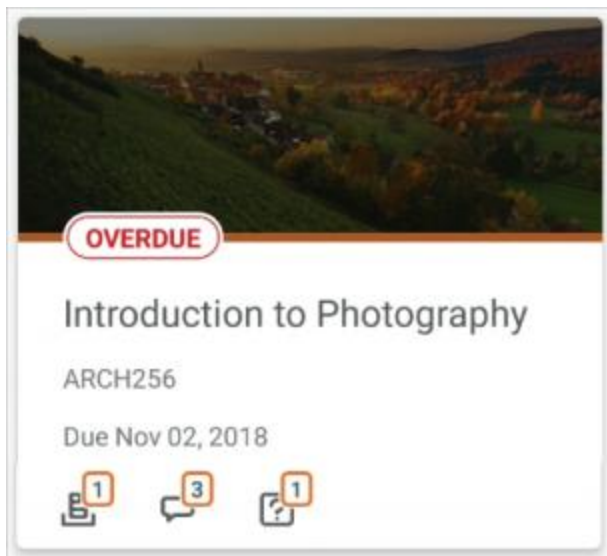 OVERDUE
Introduction to Photography
ARCH256
Due Nov 02, 2018
1 3 1